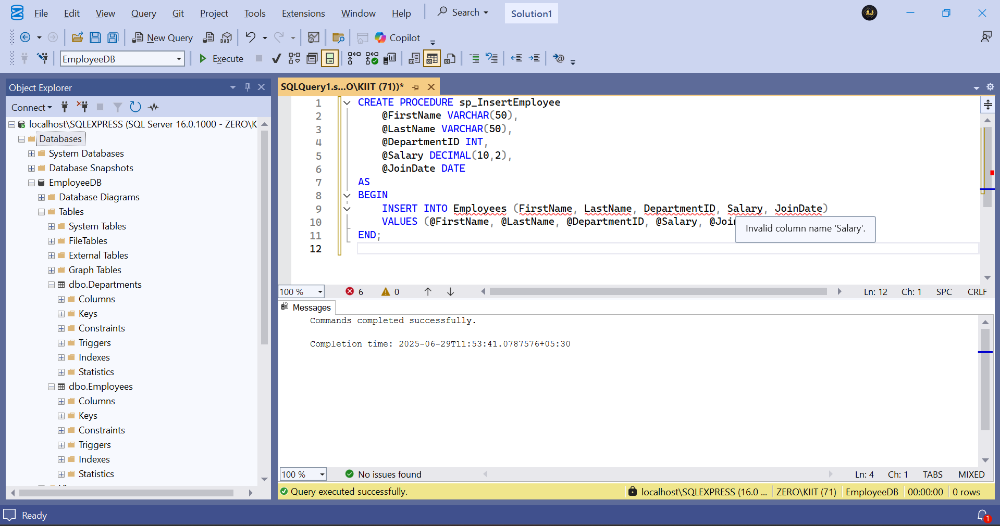 File Edit View Query Git Project Tools Extensions Window Help Search Solution1
AJ
New Query DAX Copilot
EmployeeDB Execute
Object Explorer
Connect
localhost\SQLEXPRESS (SQL Server 16.0.1000 - ZERO\K
Databases
System Databases
Database Snapshots
EmployeeDB
Database Diagrams
Tables
System Tables
FileTables
External Tables
Graph Tables
dbo.Departments
Columns
Keys
Constraints
Triggers
Indexes
Statistics
dbo.Employees
Columns
Keys
Constraints
Triggers
Indexes
Statistics
SQLQuery1.s...O\KIIT (71))*
1 CREATE PROCEDURE sp_InsertEmployee
2 @FirstName VARCHAR(50),
3 @LastName VARCHAR(50),
4 @DepartmentID INT,
5 @Salary DECIMAL(10,2),
6 @JoinDate DATE
7 AS
8 BEGIN
9 INSERT INTO Employees (FirstName, LastName, DepartmentID, Salary, JoinDate)
10 VALUES (@FirstName, @LastName, @DepartmentID, @Salary, @Joi
Invalid column name 'Salary'.
11 END;
12
100 % 6 0 Ln: 12 Ch: 1 SPC CRLF
Messages
Commands completed successfully.
Completion time: 2025-06-29T11:53:41.0787576+05:30
100 % No issues found Ln: 4 Ch: 1 TABS MIXED
Query executed successfully. localhost\SQLEXPRESS (16.0 ... ZERO\KIIT (71) EmployeeDB 00:00:00 0 rows
Ready 1